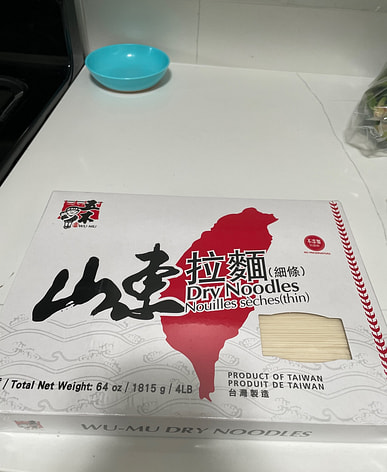 五木
WU-MU
山東
拉麵(細條)
Dry Noodles
Nouilles seches(thin)
Total Net Weight: 64 oz / 1815 g / 4LB
PRODUCT OF TAIWAN
PRODUIT DE TAIWAN
台灣製造
WU-MU DRY NOODLES